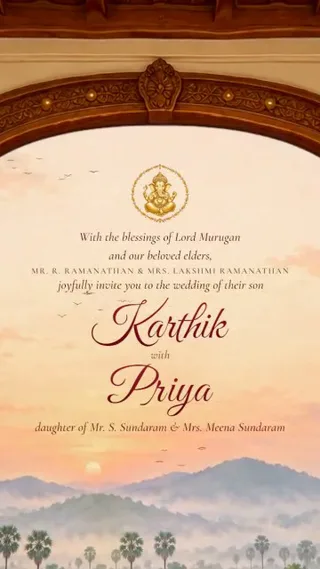 With the blessings of Lord Murugan
and our beloved elders,
MR. R. RAMANATHAN & MRS. LAKSHMI RAMANATHAN
joyfully invite you to the wedding of their son
Karthik
with
Priya
daughter of Mr. S. Sundaram & Mrs. Meena Sundaram